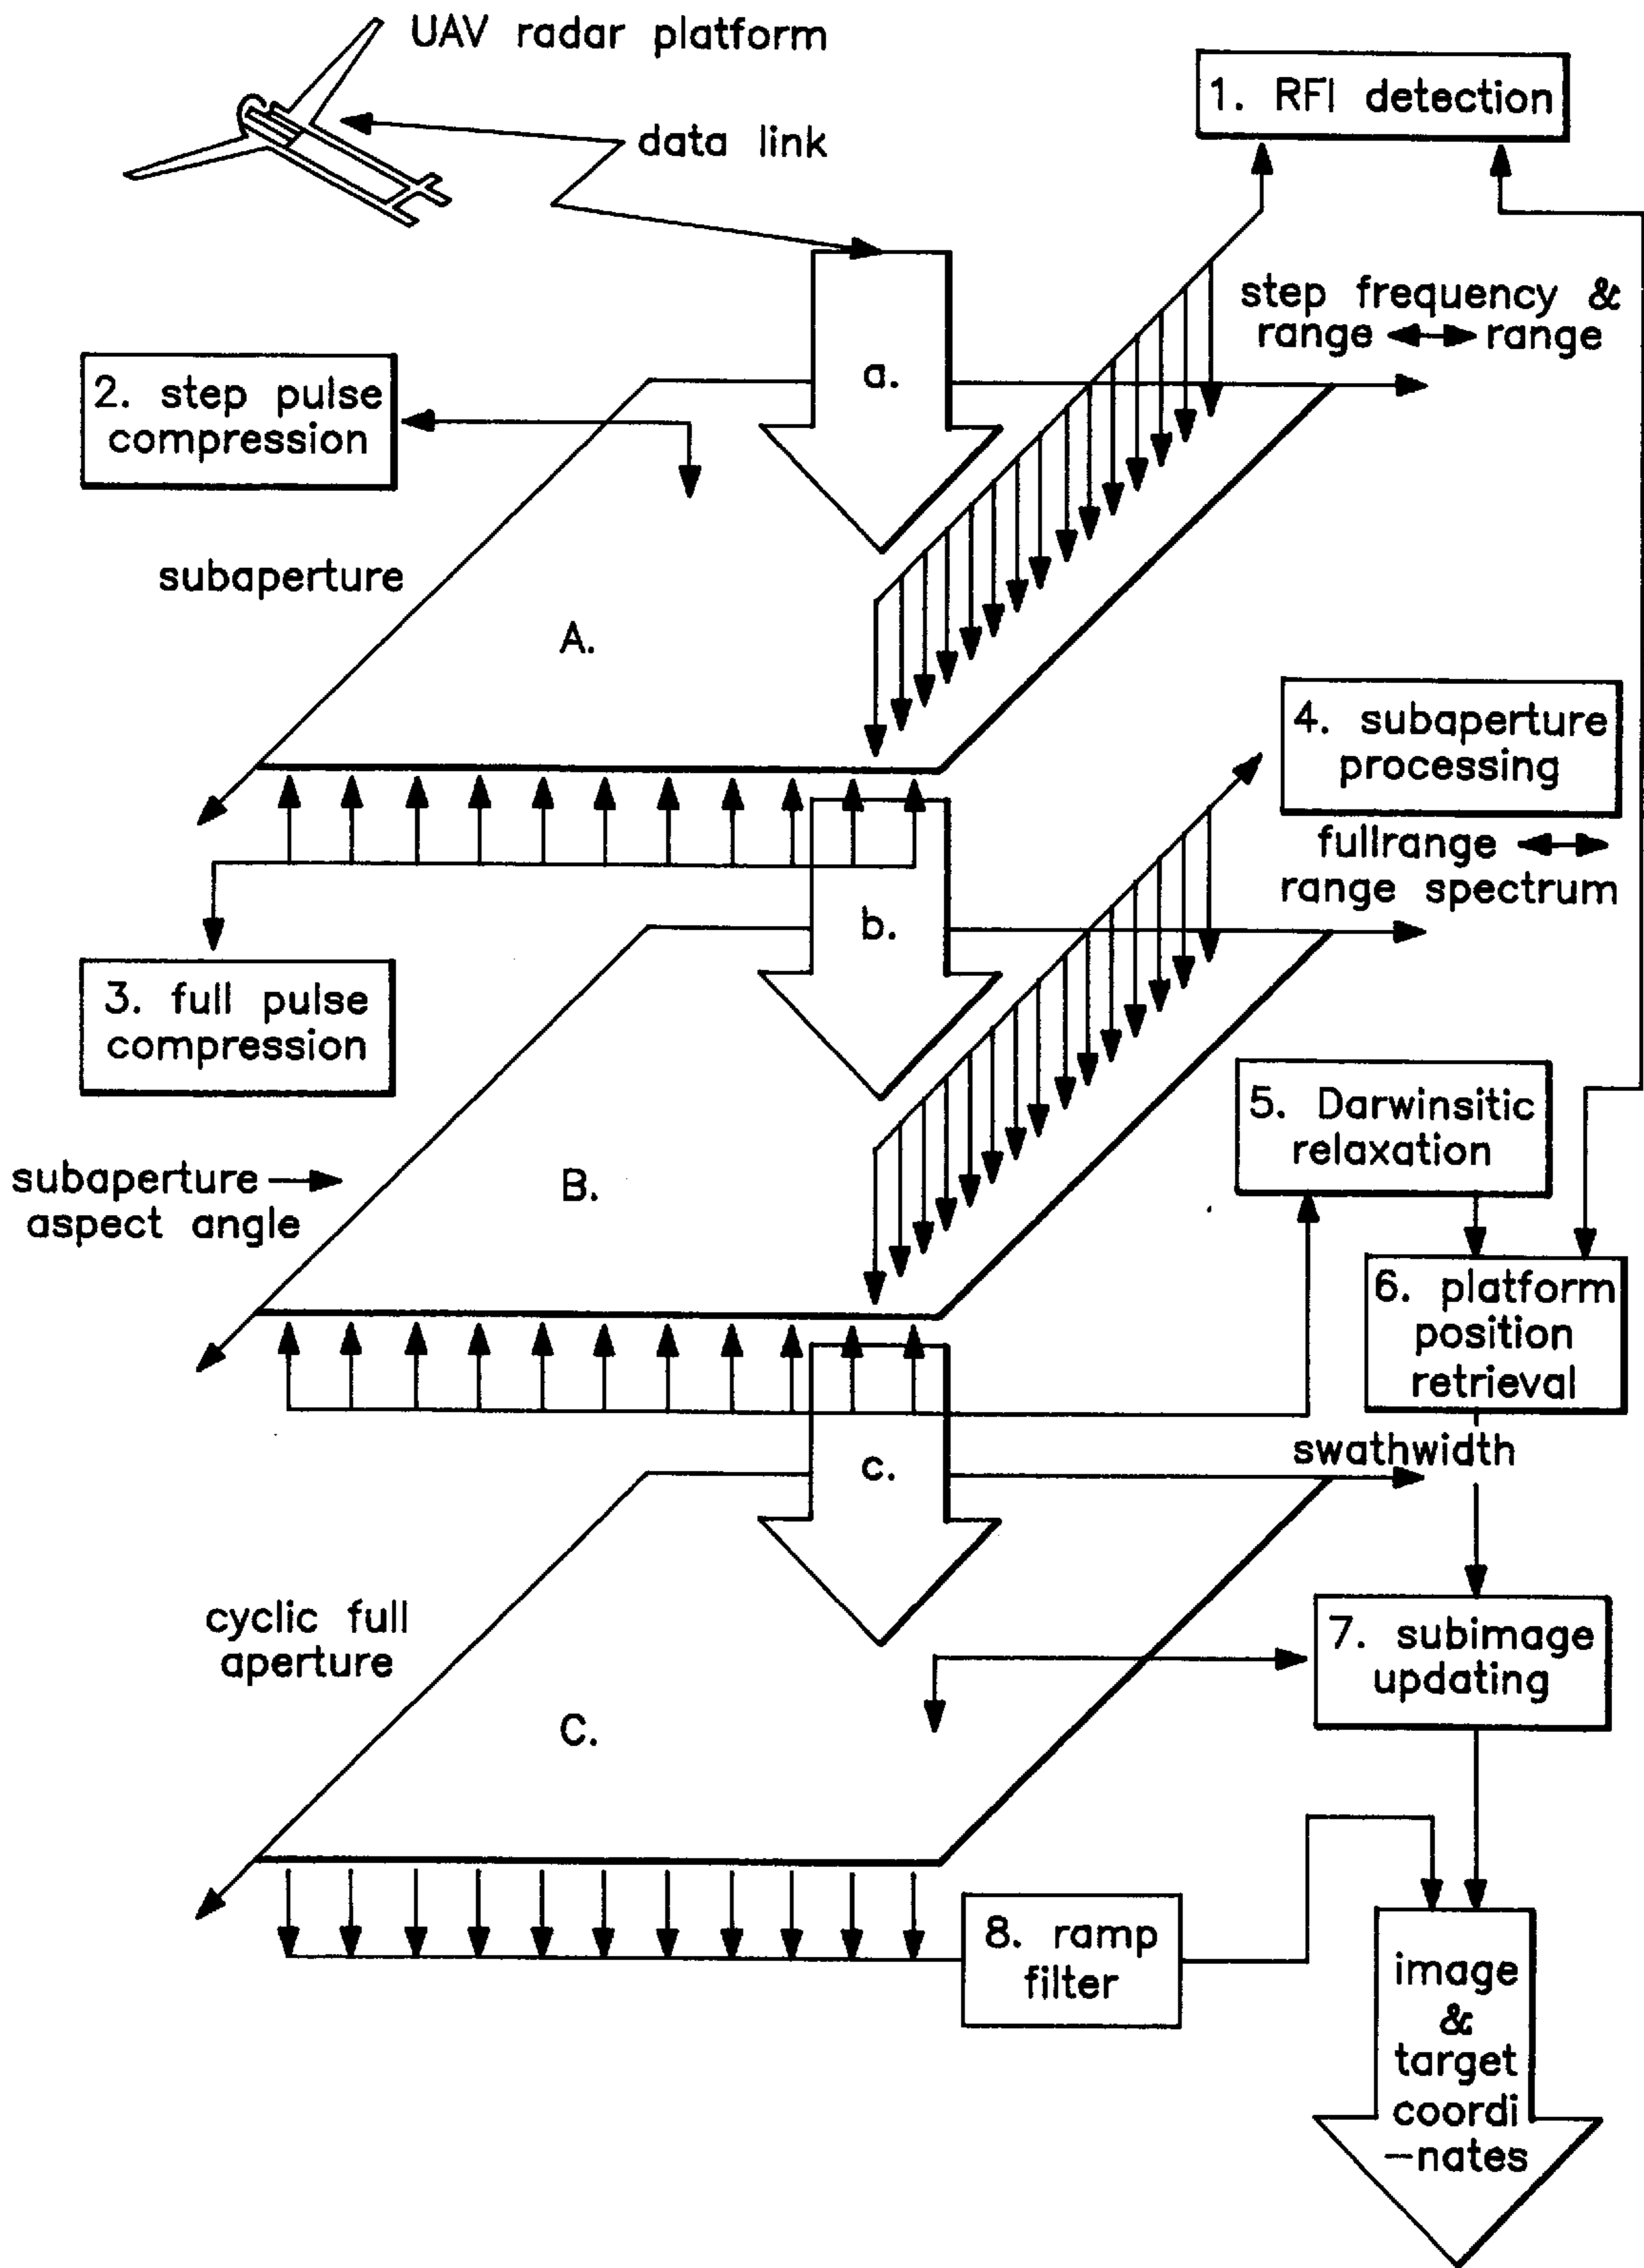 UAV radar platform
data link
1. RFI detection
step frequency &
range range
a.
2. step pulse
compression
subaperture
A.
4. subaperture
processing
fullrange
range spectrum
b.
3. full pulse
compression
5. Darwinsitic
relaxation
subaperture
aspect angle
B.
6. platform
position
retrieval
swathwidth
c.
cyclic full
aperture
7. subimage
updating
C.
8. ramp
filter
image
&
target
coordi
-nates